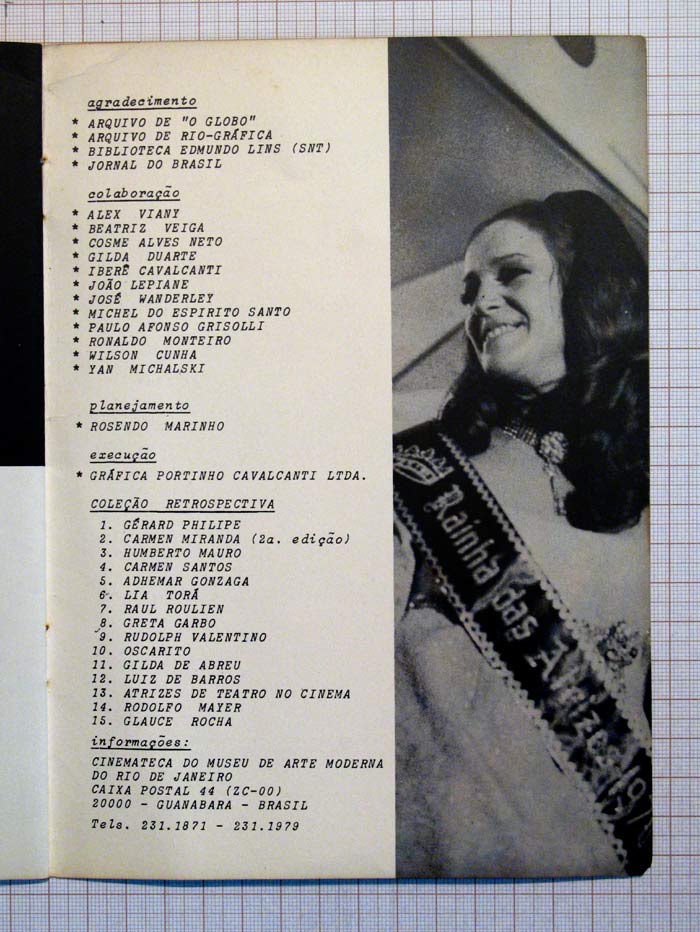 agradecimento
* ARQUIVO DE "O GLOBO"
* ARQUIVO DE RIO-GRÁFICA
* BIBLIOTECA EDMUNDO LINS (SNT)
* JORNAL DO BRASIL
colaboração
* ALEX VIANY
* BEATRIZ VEIGA
* COSME ALVES NETO
* GILDA DUARTE
* IBERÊ CAVALCANTI
* JOÃO LEPIANE
* JOSÉ WANDERLEY
* MICHEL DO ESPIRITO SANTO
* PAULO AFONSO GRISOLLI
* RONALDO MONTEIRO
* WILSON CUNHA
* YAN MICHALSKI
planejamento
* ROSENDO MARINHO
execução
* GRÁFICA PORTINHO CAVALCANTI LTDA.
COLEÇÃO RETROSPECTIVA
1. GÉRARD PHILIPE
2. CARMEN MIRANDA (2a. edição)
3. HUMBERTO MAURO
4. CARMEN SANTOS
5. ADHEMAR GONZAGA
6. LIA TORÁ
7. RAUL ROULIEN
8. GRETA GARBO
9. RUDOLPH VALENTINO
10. OSCARITO
11. GILDA DE ABREU
12. LUIZ DE BARROS
13. ATRIZES DE TEATRO NO CINEMA
14. RODOLFO MAYER
15. GLAUCE ROCHA
informações:
CINEMATECA DO MUSEU DE ARTE MODERNA
DO RIO DE JANEIRO
CAIXA POSTAL 44 (ZC-00)
20000 - GUANABARA - BRASIL
Tels. 231.1871 - 231.1979
Rainha das Atrizes